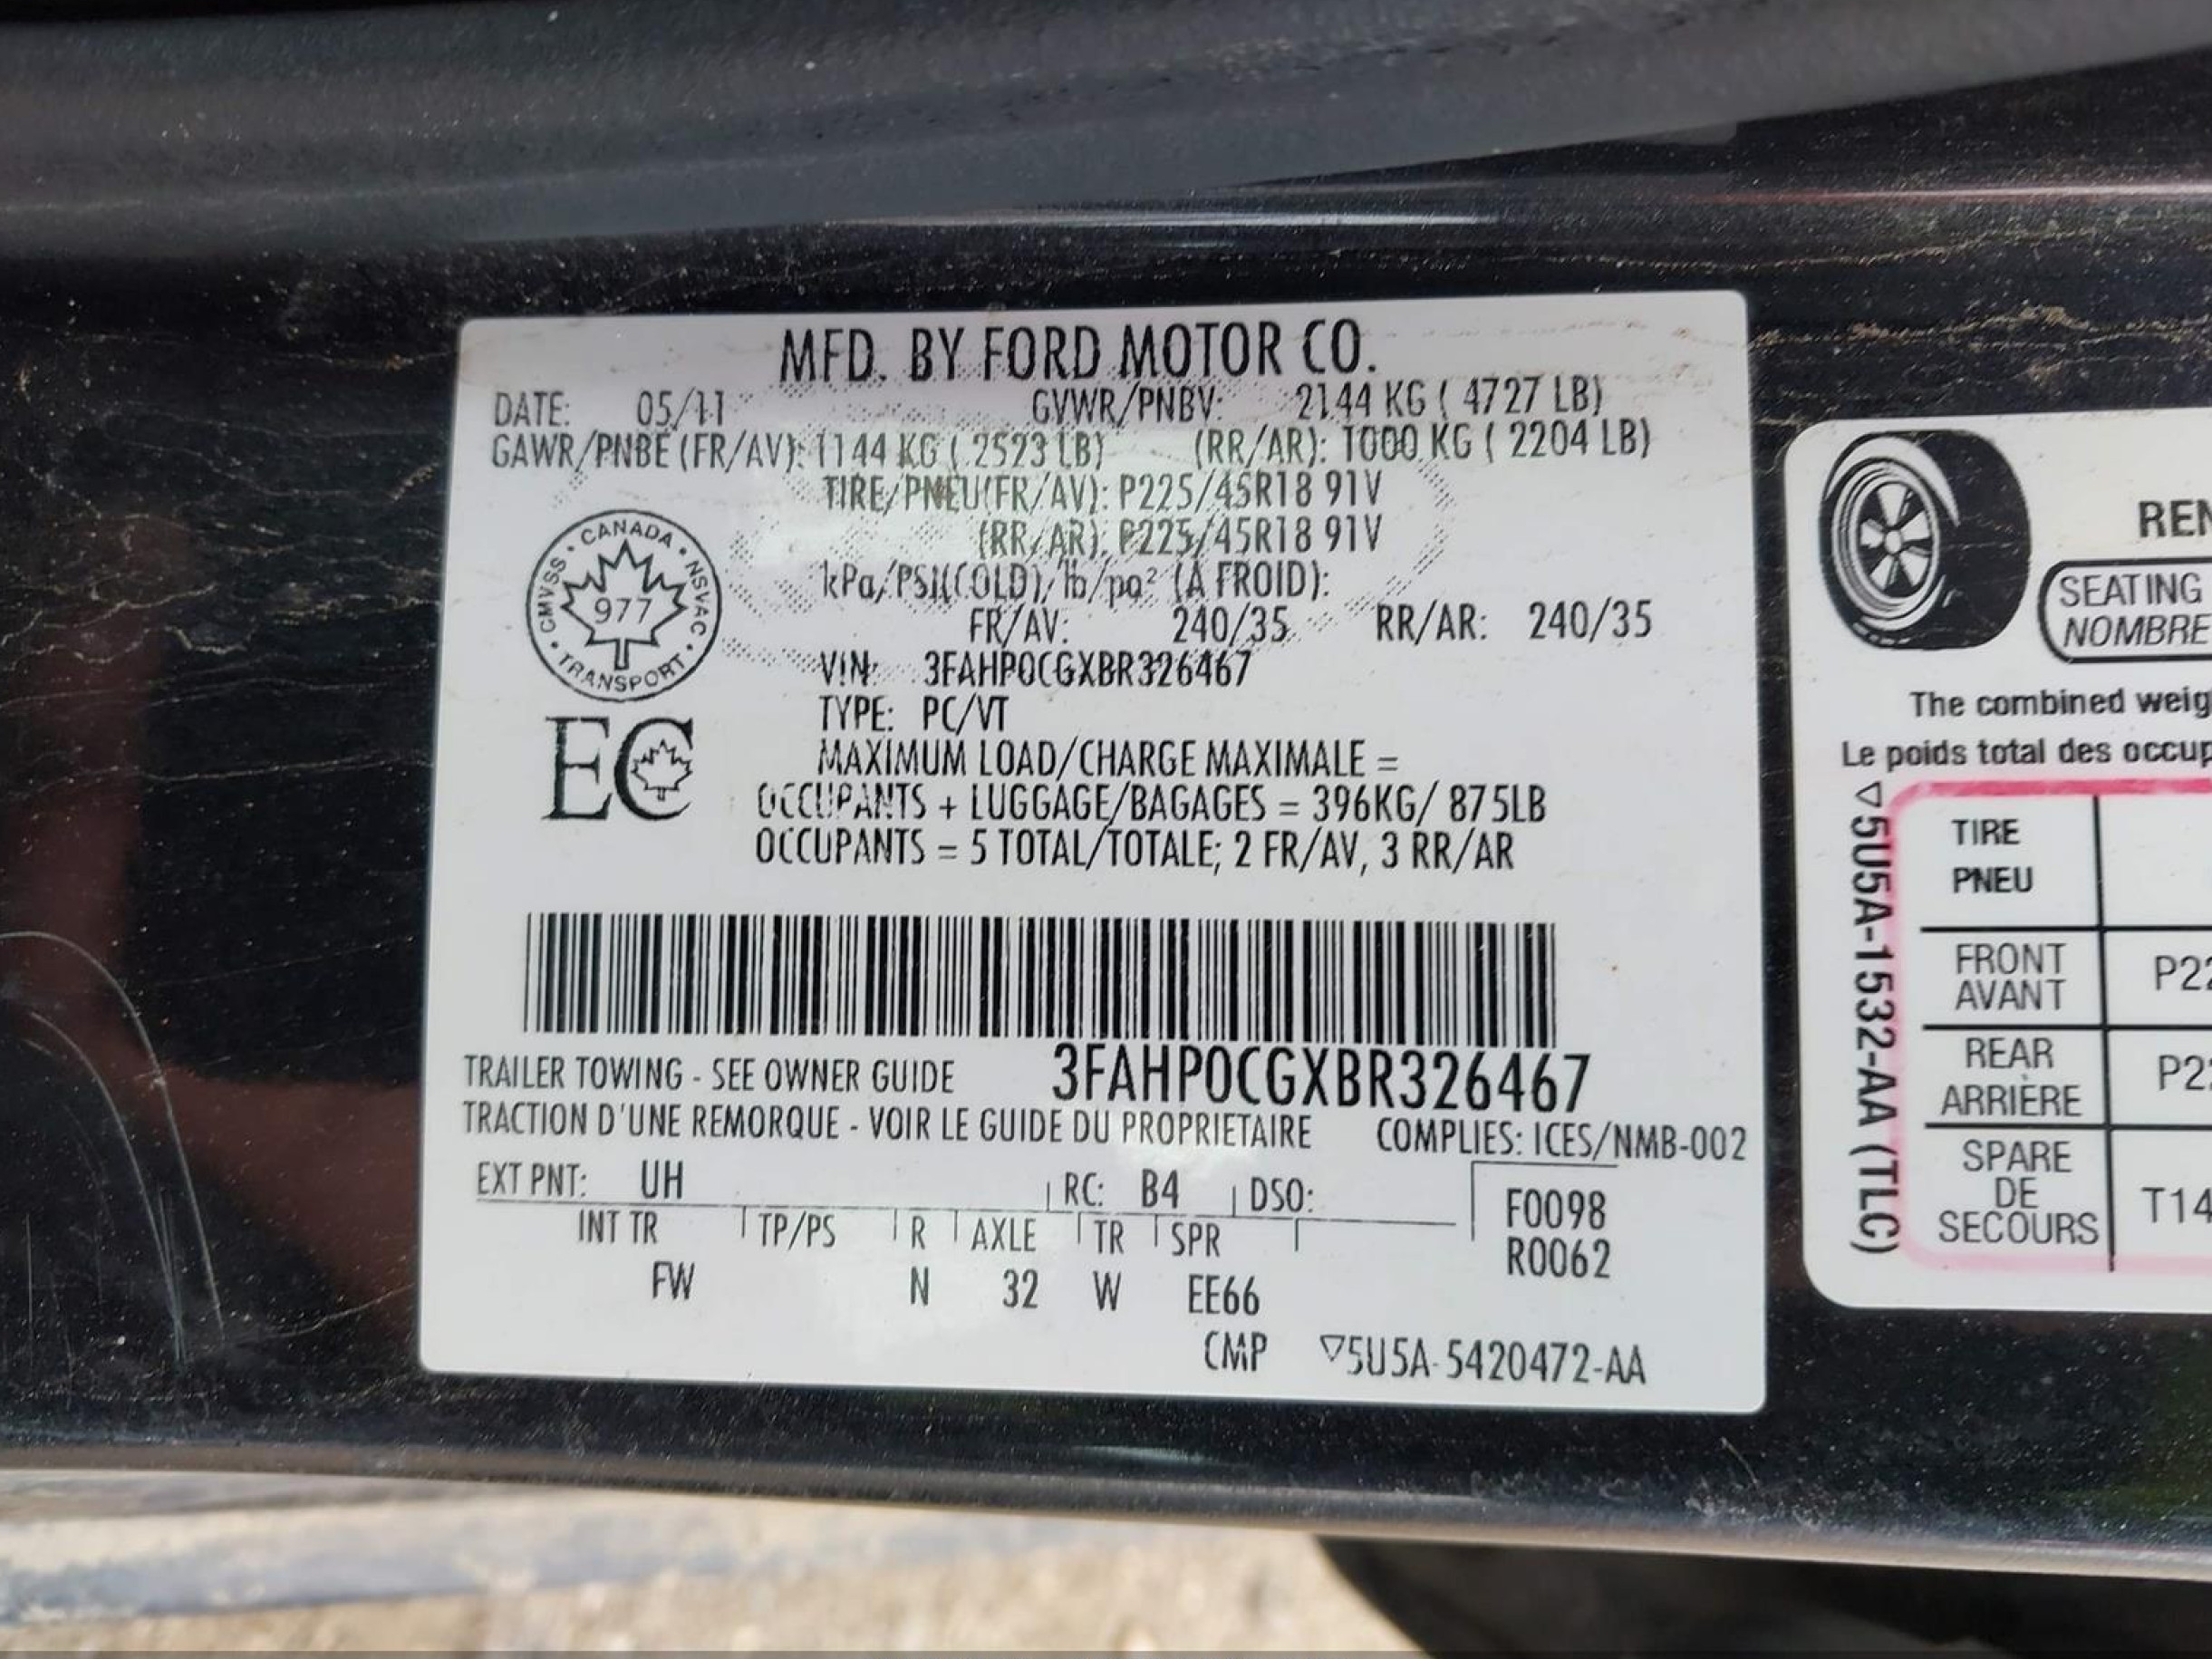 MFD. BY FORD MOTOR CO.
DATE: 05/11 GVWR/PNBV: 2144 KG ( 4727 LB)
GAWR/PNBE (FR/AV): 1144 KG ( 2523 LB) (RR/AR): 1000 KG ( 2204 LB)
TIRE/PNEU(FR/AV): P225/45R18 91V
(RR/AR): P225/45R18 91V
kPa/PSI(COLD)/lb/po² (A FROID):
FR/AV: 240/35 RR/AR: 240/35
VIN: 3FAHP0CGXBR326467
TYPE: PC/VT
MAXIMUM LOAD/CHARGE MAXIMALE =
OCCUPANTS + LUGGAGE/BAGAGES = 396KG/ 875LB
OCCUPANTS = 5 TOTAL/TOTALE; 2 FR/AV, 3 RR/AR
CANADA • NSVAC • TRANSPORT • CMVSS •
977
EC
3FAHP0CGXBR326467
TRAILER TOWING - SEE OWNER GUIDE
TRACTION D'UNE REMORQUE - VOIR LE GUIDE DU PROPRIETAIRE
COMPLIES: ICES/NMB-002
EXT PNT: UH RC: B4 DSO:
INT TR TP/PS R AXLE TR SPR
FW N 32 W EE66
F0098
R0062
CMP ▽5U5A-5420472-AA
REN
SEATING
NOMBRE
The combined weig
Le poids total des occup
▽5U5A-1532-AA (TLC)
TIRE
PNEU
FRONT
AVANT
P22
REAR
ARRIÈRE
P22
SPARE
DE
SECOURS
T14